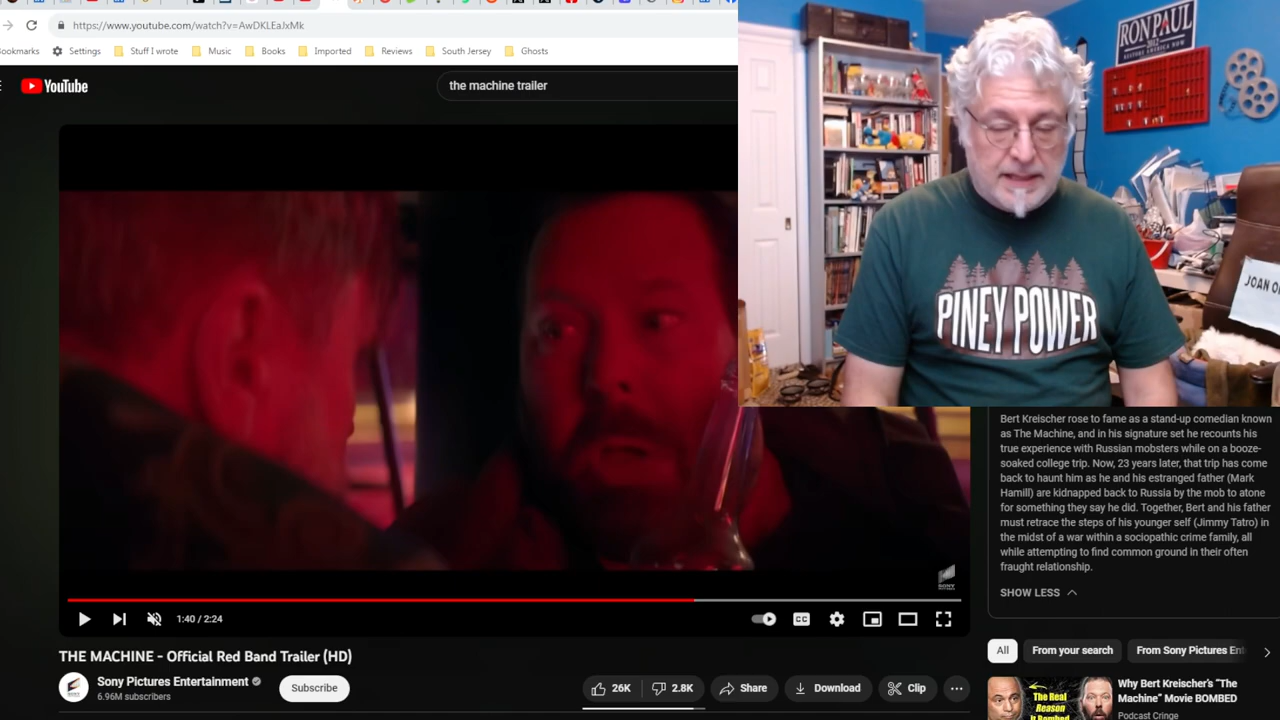 https://www.youtube.com/watch?v=AwDKLEaJxMk
ookmarks
Settings
Stuff I wrote
Music
Books
Imported
Reviews
South Jersey
Ghosts
YouTube
the machine trailer
RON PAUL
2012
RESTORE AMERICA NOW
PINEY POWER
JOAN O
Bert Kreischer rose to fame as a stand-up comedian known
as The Machine, and in his signature set he recounts his
true experience with Russian mobsters while on a booze-
soaked college trip. Now, 23 years later, that trip has come
back to haunt him as he and his estranged father (Mark
Hamill) are kidnapped back to Russia by the mob to atone
for something they say he did. Together, Bert and his father
must retrace the steps of his younger self (Jimmy Tatro) in
the midst of a war within a sociopathic crime family, all
while attempting to find common ground in their often
fraught relationship.
SHOW LESS
SONY
1:40 / 2:24
CC
THE MACHINE - Official Red Band Trailer (HD)
Sony Pictures Entertainment
6.96M subscribers
Subscribe
26K
2.8K
Share
Download
Clip
All
From your search
From Sony Pictures Ent
The Real
Reason
It Bombed
Why Bert Kreischer's "The
Machine" Movie BOMBED
Podcast Cringe